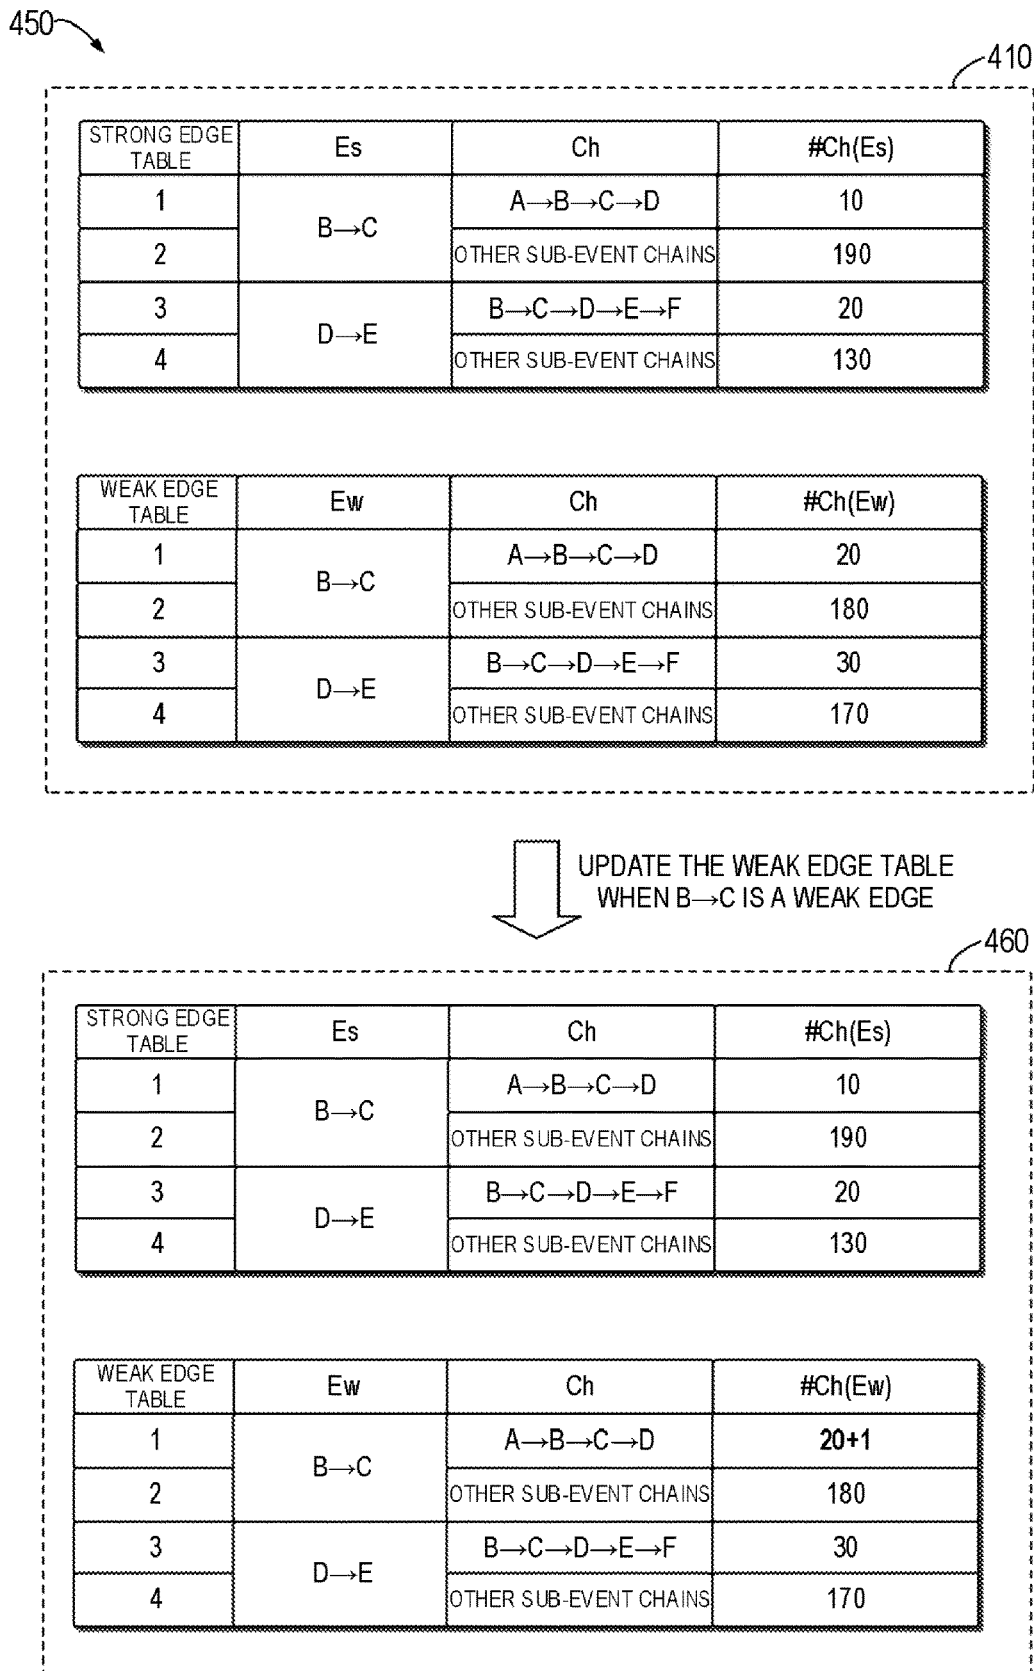 450
410
STRONG EDGE TABLE Es Ch #Ch(Es)
1 B→C A→B→C→D 10
2 OTHER SUB-EVENT CHAINS 190
3 D→E B→C→D→E→F 20
4 OTHER SUB-EVENT CHAINS 130
WEAK EDGE TABLE Ew Ch #Ch(Ew)
1 B→C A→B→C→D 20
2 OTHER SUB-EVENT CHAINS 180
3 D→E B→C→D→E→F 30
4 OTHER SUB-EVENT CHAINS 170
UPDATE THE WEAK EDGE TABLE
WHEN B→C IS A WEAK EDGE
460
STRONG EDGE TABLE Es Ch #Ch(Es)
1 B→C A→B→C→D 10
2 OTHER SUB-EVENT CHAINS 190
3 D→E B→C→D→E→F 20
4 OTHER SUB-EVENT CHAINS 130
WEAK EDGE TABLE Ew Ch #Ch(Ew)
1 B→C A→B→C→D 20+1
2 OTHER SUB-EVENT CHAINS 180
3 D→E B→C→D→E→F 30
4 OTHER SUB-EVENT CHAINS 170